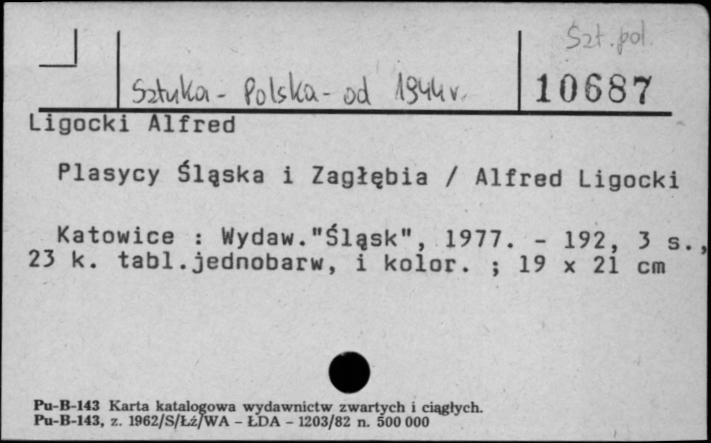 Szt. pol.
Sztuka - Polska - od 1944 r.
10687
Ligocki Alfred
Plasycy Śląska i Zagłębia / Alfred Ligocki
Katowice : Wydaw."Śląsk", 1977. - 192, 3 s.,
23 k. tabl.jednobarw, i kolor. ; 19 x 21 cm
Pu-B-143 Karta katalogowa wydawnictw zwartych i ciągłych.
Pu-B-143, z. 1962/S/Łż/WA - ŁDA - 1203/82 n. 500 000